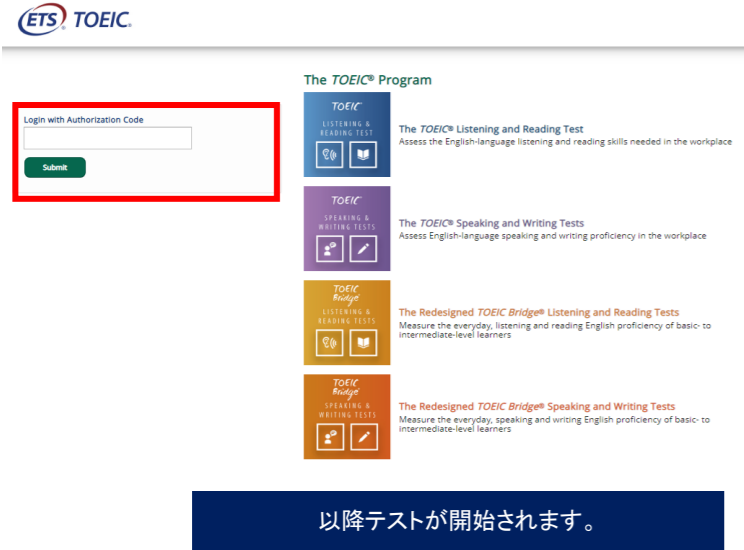 ETS® TOEIC®
Login with Authorization Code
Submit
The TOEIC® Program
TOEIC
LISTENING &
READING TEST
The TOEIC® Listening and Reading Test
Assess the English-language listening and reading skills needed in the workplace
TOEIC
SPEAKING &
WRITING TESTS
The TOEIC® Speaking and Writing Tests
Assess English-language speaking and writing proficiency in the workplace
TOEIC
Bridge
LISTENING &
READING TESTS
The Redesigned TOEIC Bridge® Listening and Reading Tests
Measure the everyday, listening and reading English proficiency of basic- to
intermediate-level learners
TOEIC
Bridge
SPEAKING &
WRITING TESTS
The Redesigned TOEIC Bridge® Speaking and Writing Tests
Measure the everyday, speaking and writing English proficiency of basic- to
intermediate-level learners
以降テストが開始されます。